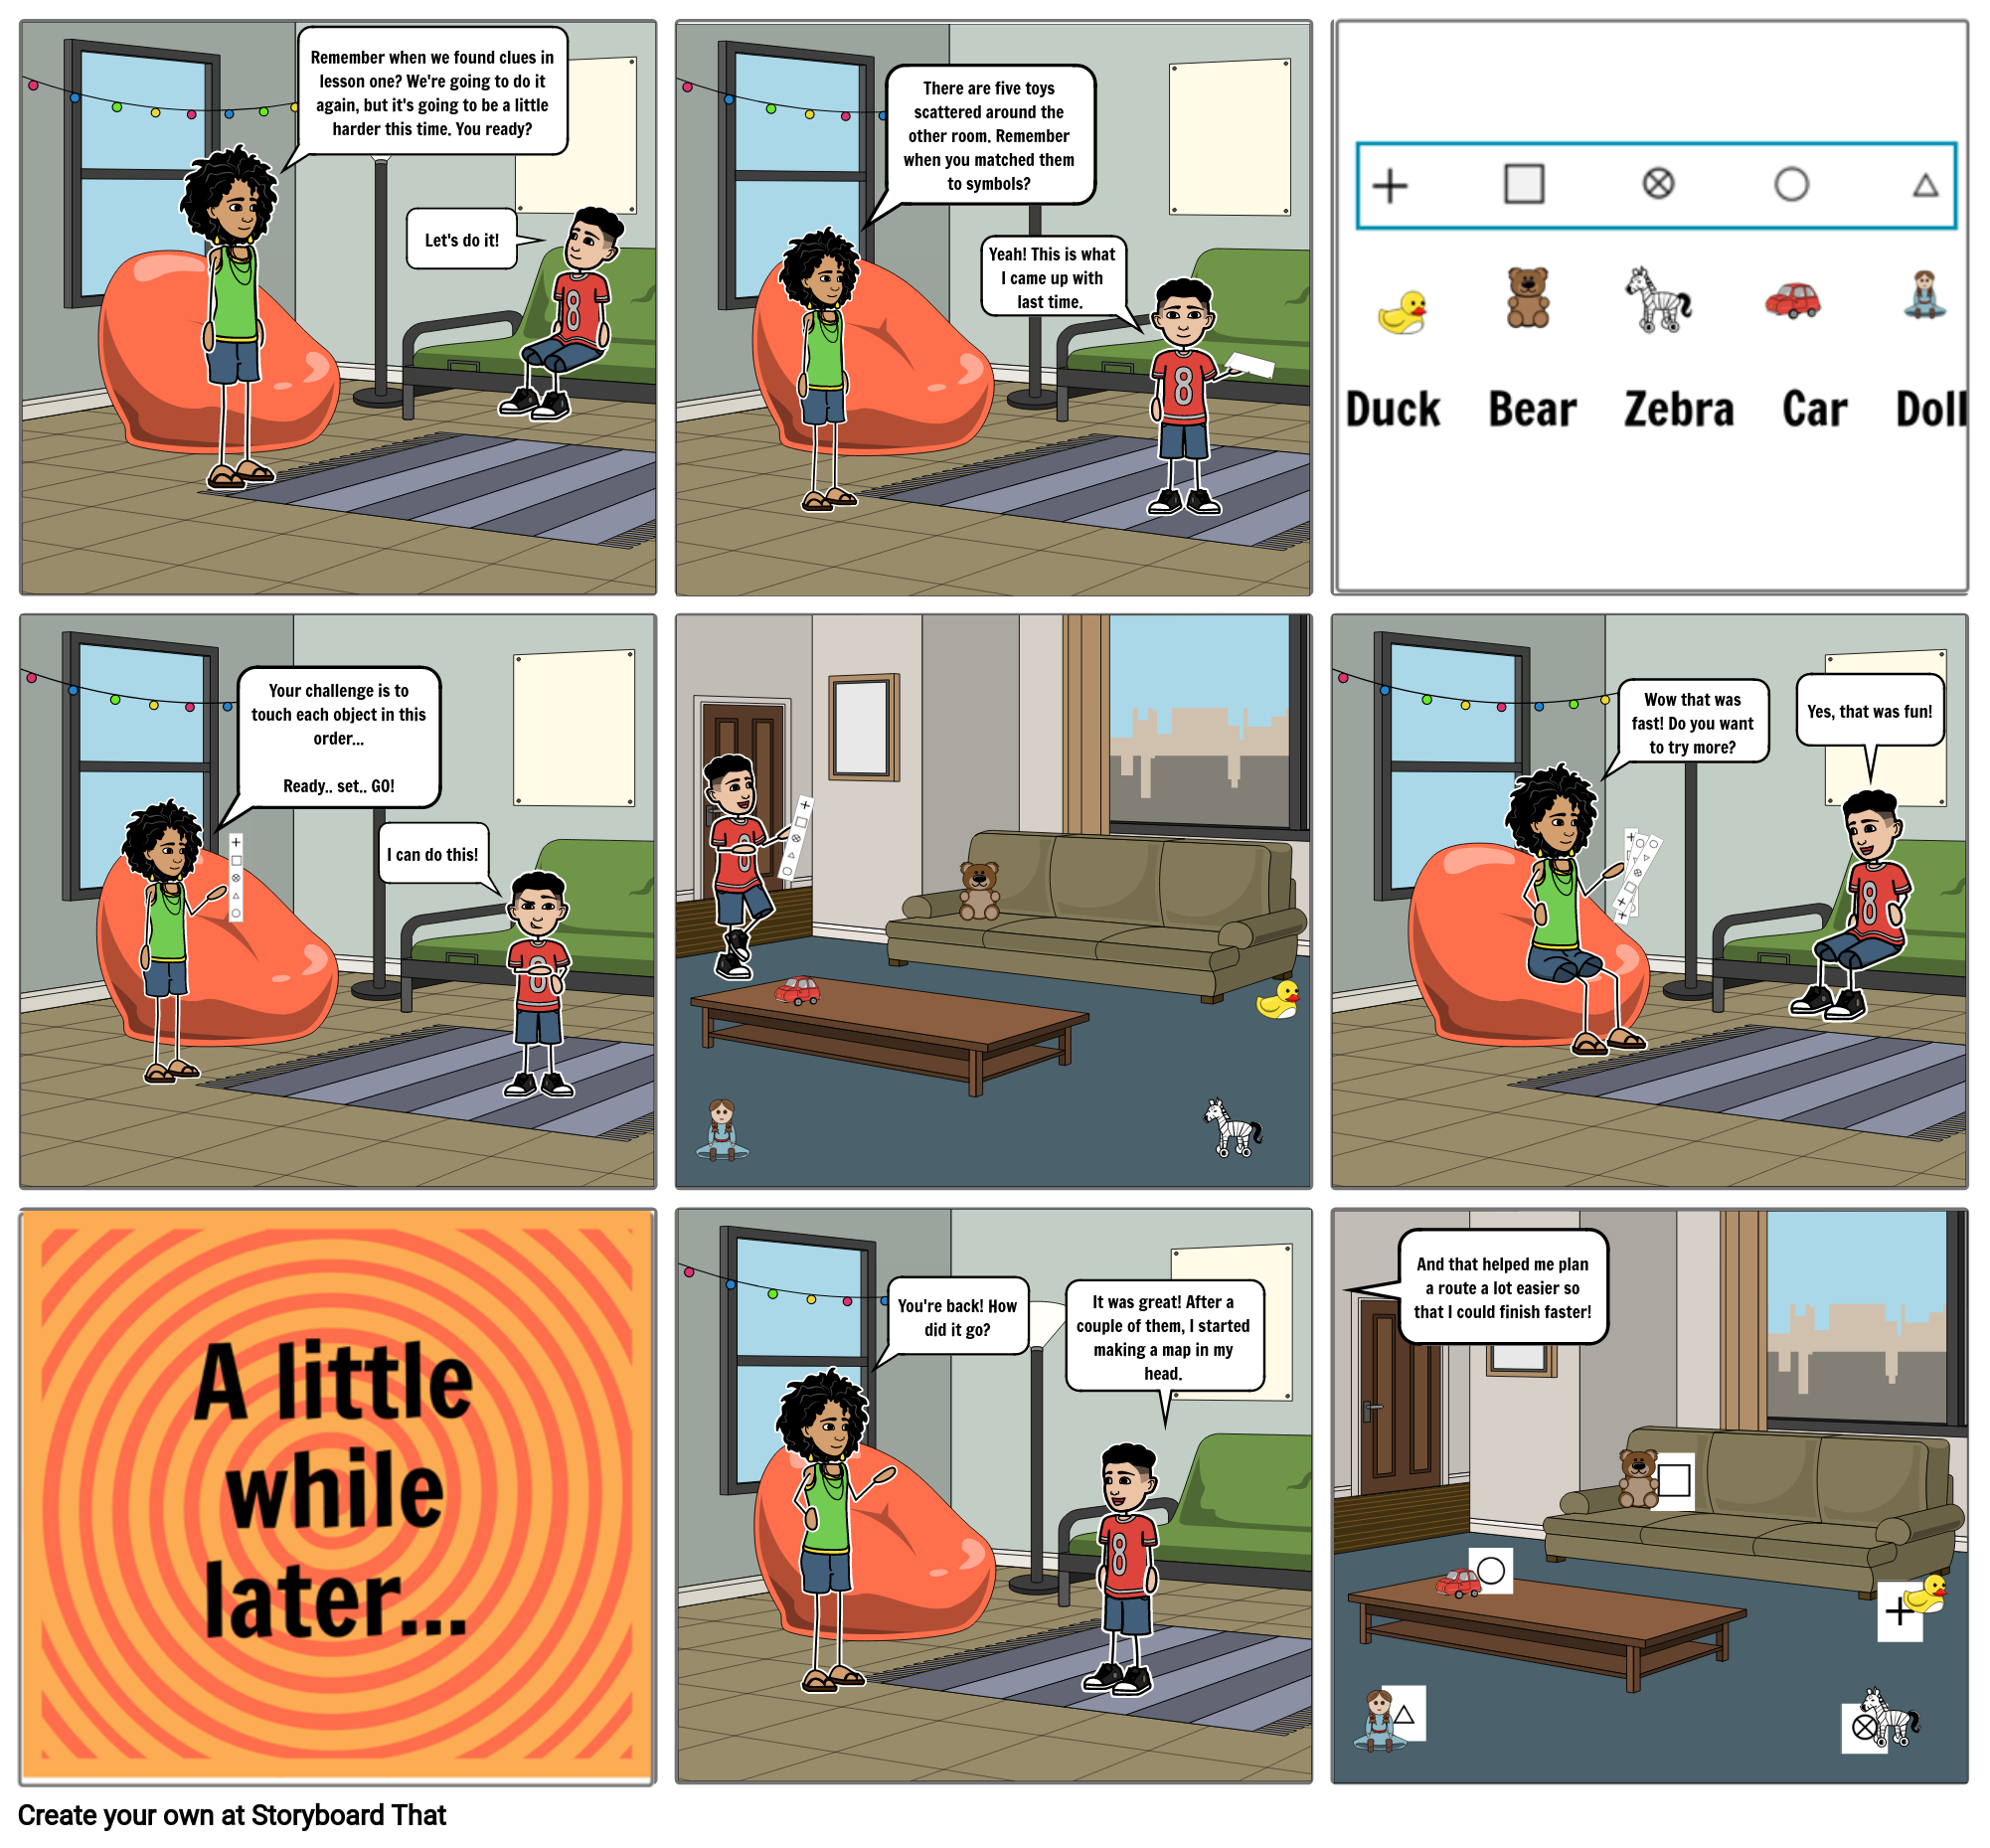 Remember when we found clues in
lesson one? We're going to do it
again, but it's going to be a little
harder this time. You ready?
Let's do it!
8
There are five toys
scattered around the
other room. Remember
when you matched them
to symbols?
Yeah! This is what
I came up with
last time.
8
Duck Bear Zebra Car Doll
Your challenge is to
touch each object in this
order...
Ready.. set.. GO!
I can do this!
8
8
Wow that was
fast! Do you want
to try more?
Yes, that was fun!
8
A little
while
later...
You're back! How
did it go?
It was great! After a
couple of them, I started
making a map in my
head.
8
And that helped me plan
a route a lot easier so
that I could finish faster!
Create your own at Storyboard That